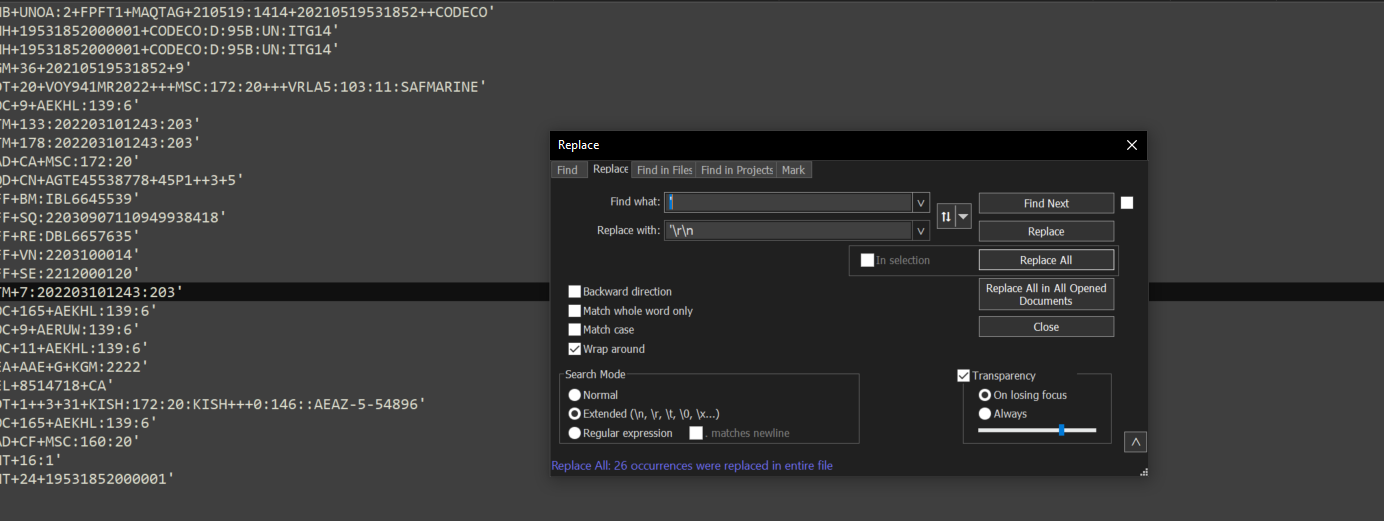 B+UNOA:2+FPFT1+MAQTAG+210519:1414+20210519531852++CODECO'
H+19531852000001+CODECO:D:95B:UN:ITG14'
H+19531852000001+CODECO:D:95B:UN:ITG14'
GM+36+20210519531852+9'
DT+20+VOY941MR2022+++MSC:172:20+++VRLA5:103:11:SAFMARINE'
OC+9+AEKHL:139:6'
TM+133:202203101243:203'
TM+178:202203101243:203'
AD+CA+MSC:172:20'
QD+CN+AGTE45538778+45P1++3+5'
FF+BM:IBL6645539'
FF+SQ:22030907110949938418'
FF+RE:DBL6657635'
FF+VN:2203100014'
FF+SE:2212000120'
TM+7:202203101243:203'
OC+165+AEKHL:139:6'
OC+9+AERUW:139:6'
OC+11+AEKHL:139:6'
EA+AAE+G+KGM:2222'
EL+8514718+CA'
DT+1++3+31+KISH:172:20:KISH+++0:146::AEAZ-5-54896'
OC+165+AEKHL:139:6'
AD+CF+MSC:160:20'
NT+16:1'
NT+24+19531852000001'
Replace
Find Replace Find in Files Find in Projects Mark
Find what: '
Find Next
Replace with: '\r\n
Replace
In selection
Replace All
Replace All in All Opened
Documents
Close
Backward direction
Match whole word only
Match case
Wrap around
Search Mode
Normal
Extended (\n, \r, \t, \0, \x...)
Regular expression
. matches newline
Transparency
On losing focus
Always
Replace All: 26 occurrences were replaced in entire file